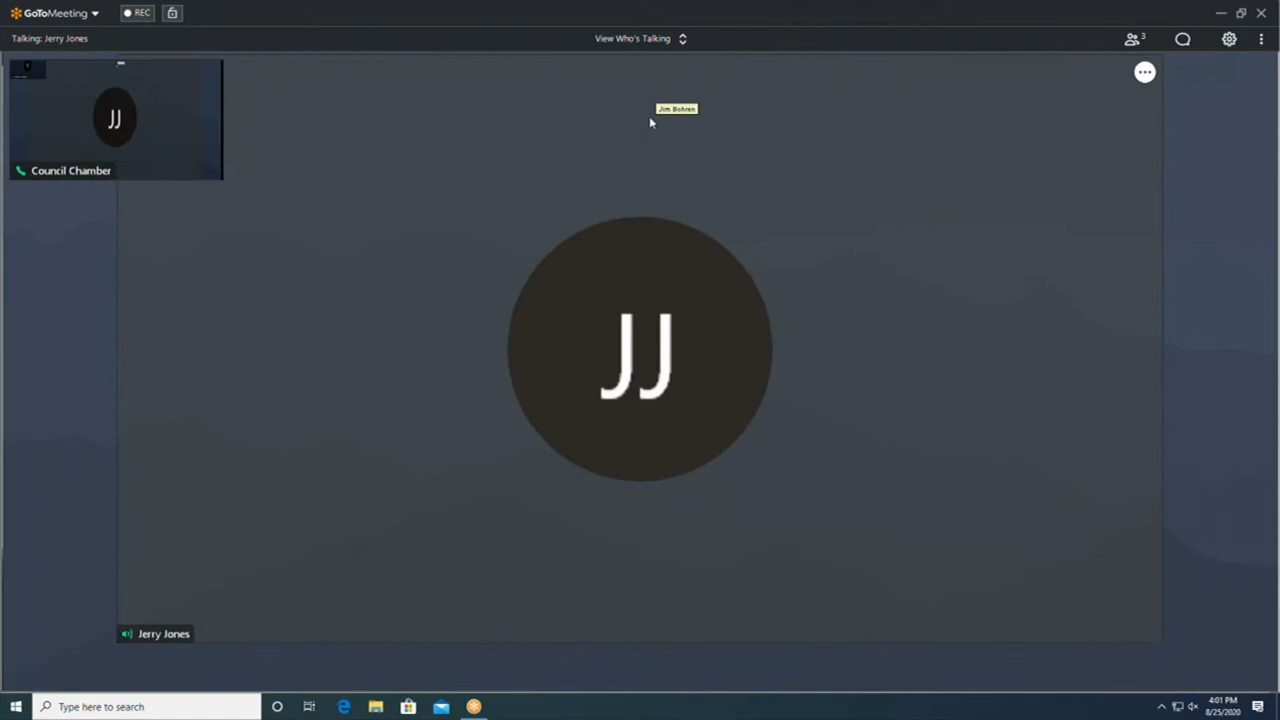 GoToMeeting
REC
Talking: Jerry Jones
View Who's Talking
3
Jim Bohren
JJ
Council Chamber
JJ
Jerry Jones
Type here to search
4:01 PM
8/25/2020